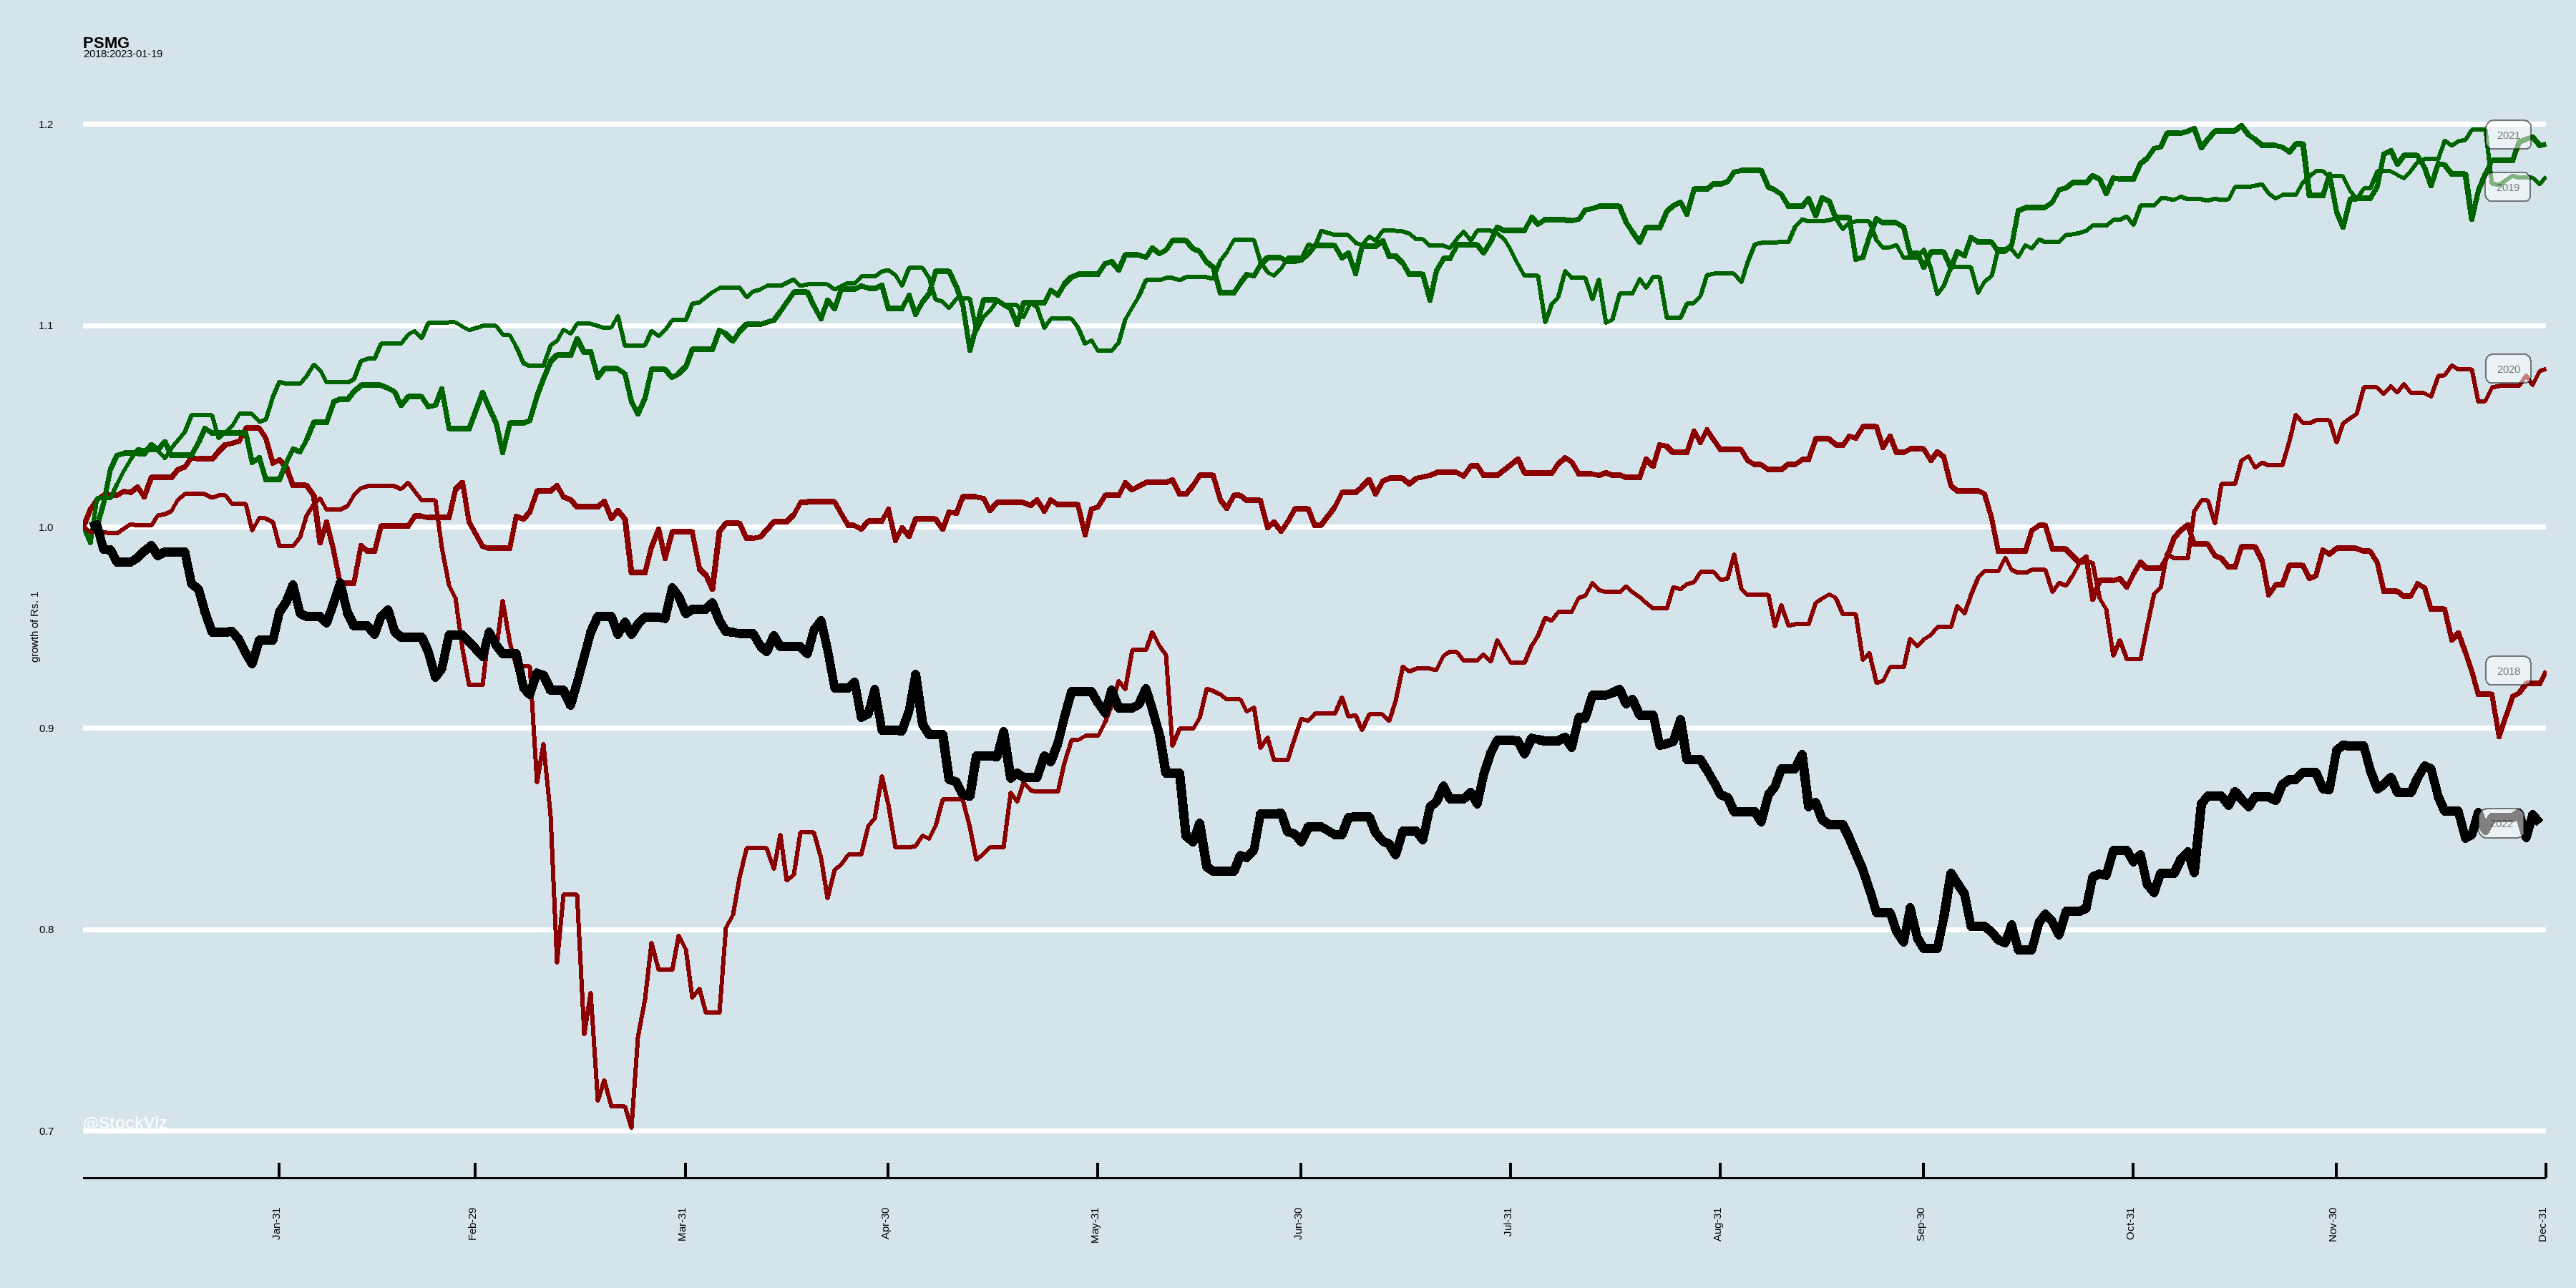 PSMG
2018:2023-01-19
1.2
1.1
1.0
0.9
0.8
0.7
growth of Rs. 1
2021
2019
2020
2018
2022
@StockViz
Jan-31
Feb-29
Mar-31
Apr-30
May-31
Jun-30
Jul-31
Aug-31
Sep-30
Oct-31
Nov-30
Dec-31